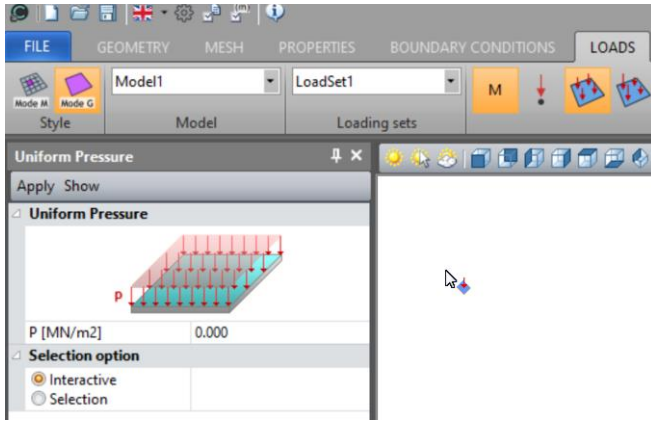 (m)
FILE GEOMETRY MESH PROPERTIES BOUNDARY CONDITIONS LOADS
Model1 LoadSet1 M
Mode M Mode G
Style Model Loading sets
Uniform Pressure
Apply Show
Uniform Pressure
P
P [MN/m2] 0.000
Selection option
Interactive
Selection